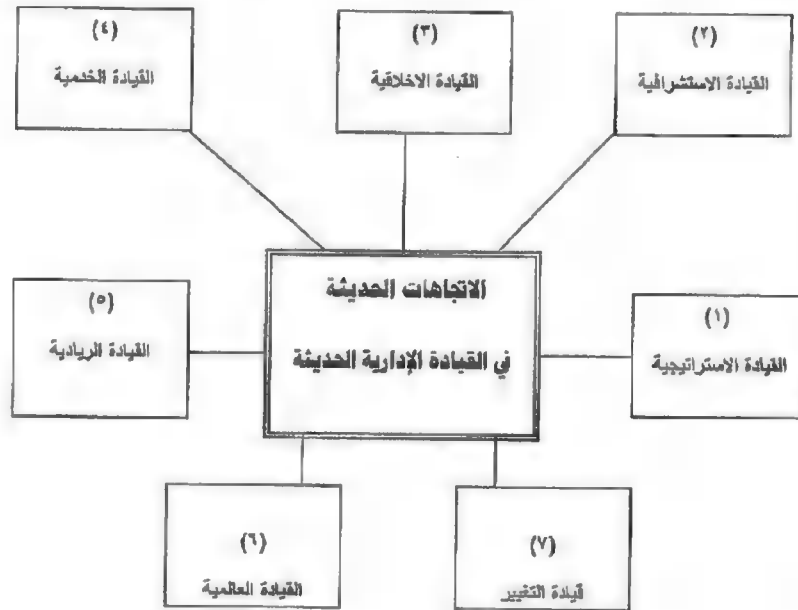 (٤)
القيادة الخدمية
(٣)
القيادة الاخلاقية
(٢)
القيادة الاستشرافية
الاتجاهات الحديثة
في القيادة الإدارية الحديثة
(٥)
القيادة الريادية
(١)
القيادة الاستراتيجية
(٦)
القيادة العالمية
(٧)
قيادة التغيير